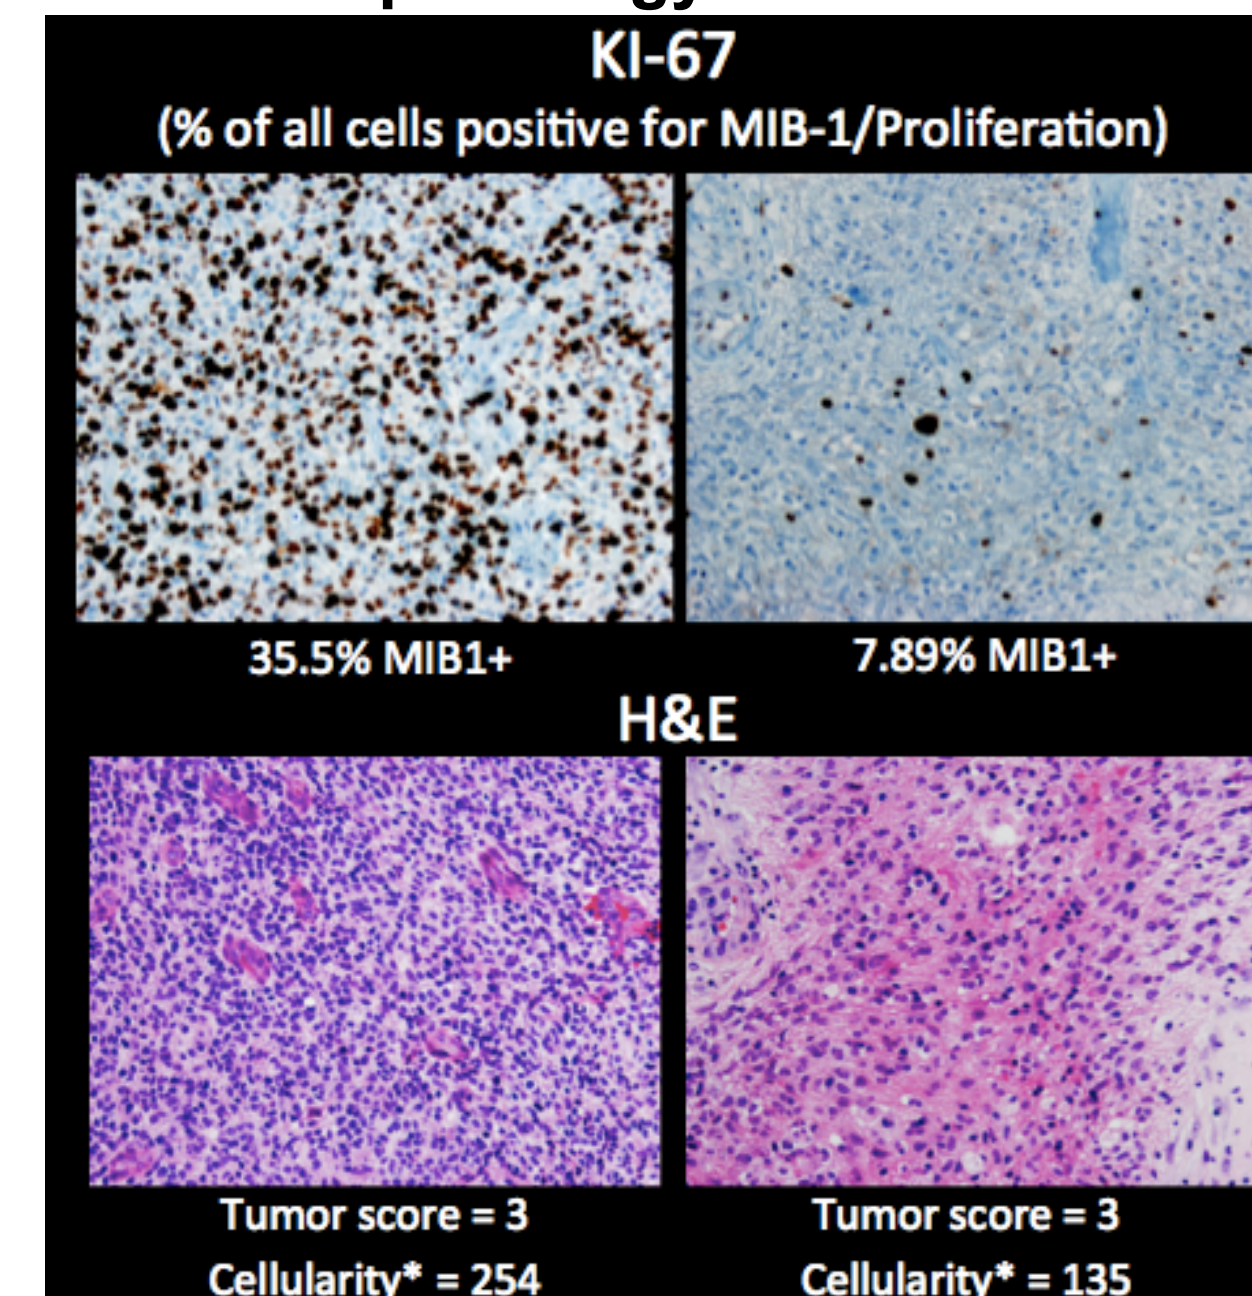 KI-67
(% of all cells positive for MIB-1/Proliferation)
35.5% MIB1+
7.89% MIB1+
H&E
Tumor score = 3
Tumor score = 3
Cellularity* = 254
Cellularity* = 135